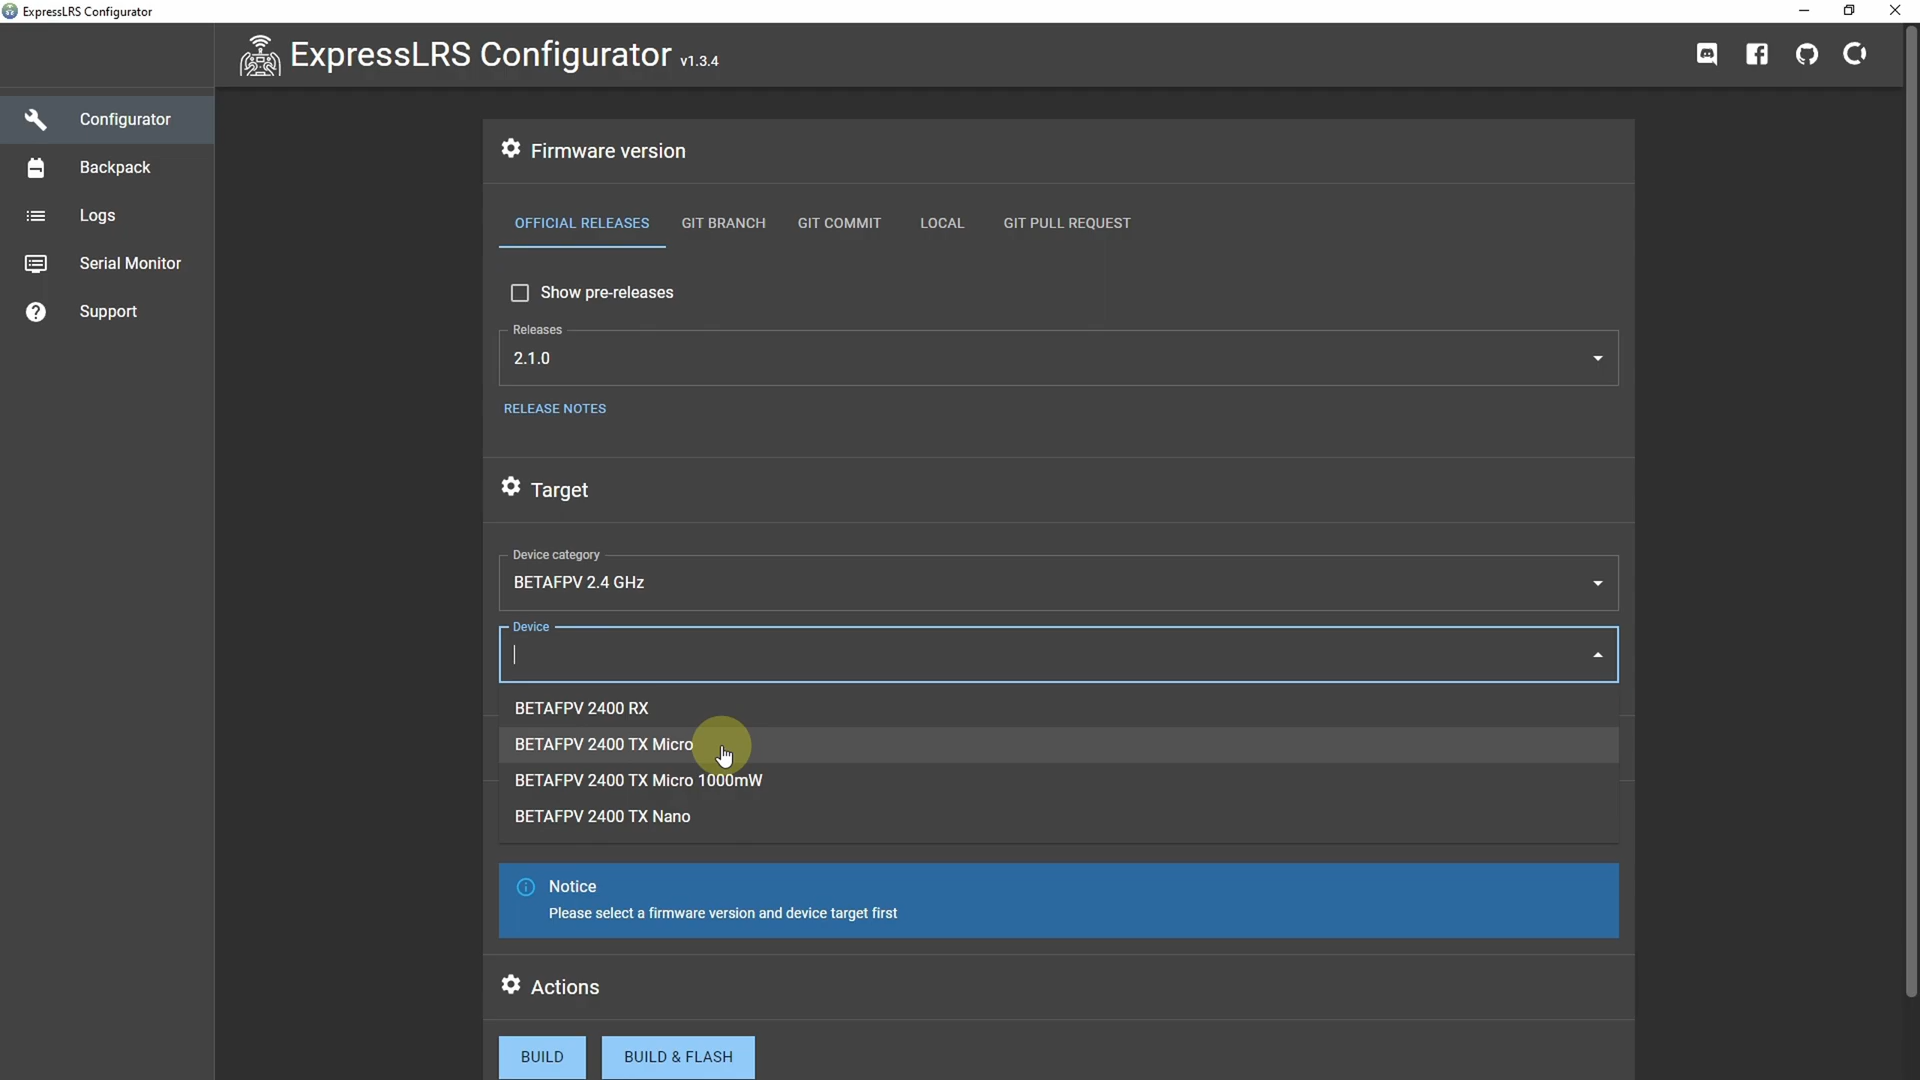 ExpressLRS Configurator
ExpressLRS Configurator v1.3.4
Configurator
Backpack
Logs
Serial Monitor
Support
Firmware version
OFFICIAL RELEASES GIT BRANCH GIT COMMIT LOCAL GIT PULL REQUEST
Show pre-releases
Releases
2.1.0
RELEASE NOTES
Target
Device category
BETAFPV 2.4 GHz
Device
BETAFPV 2400 RX
BETAFPV 2400 TX Micro
BETAFPV 2400 TX Micro 1000mW
BETAFPV 2400 TX Nano
Notice
Please select a firmware version and device target first
Actions
BUILD BUILD & FLASH